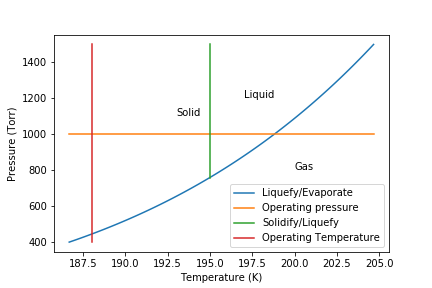 1400
1200
1000
800
600
400
Pressure (Torr)
Liquid
Solid
Gas
Liquefy/Evaporate
Operating pressure
Solidify/Liquefy
Operating Temperature
187.5 190.0 192.5 195.0 197.5 200.0 202.5 205.0
Temperature (K)